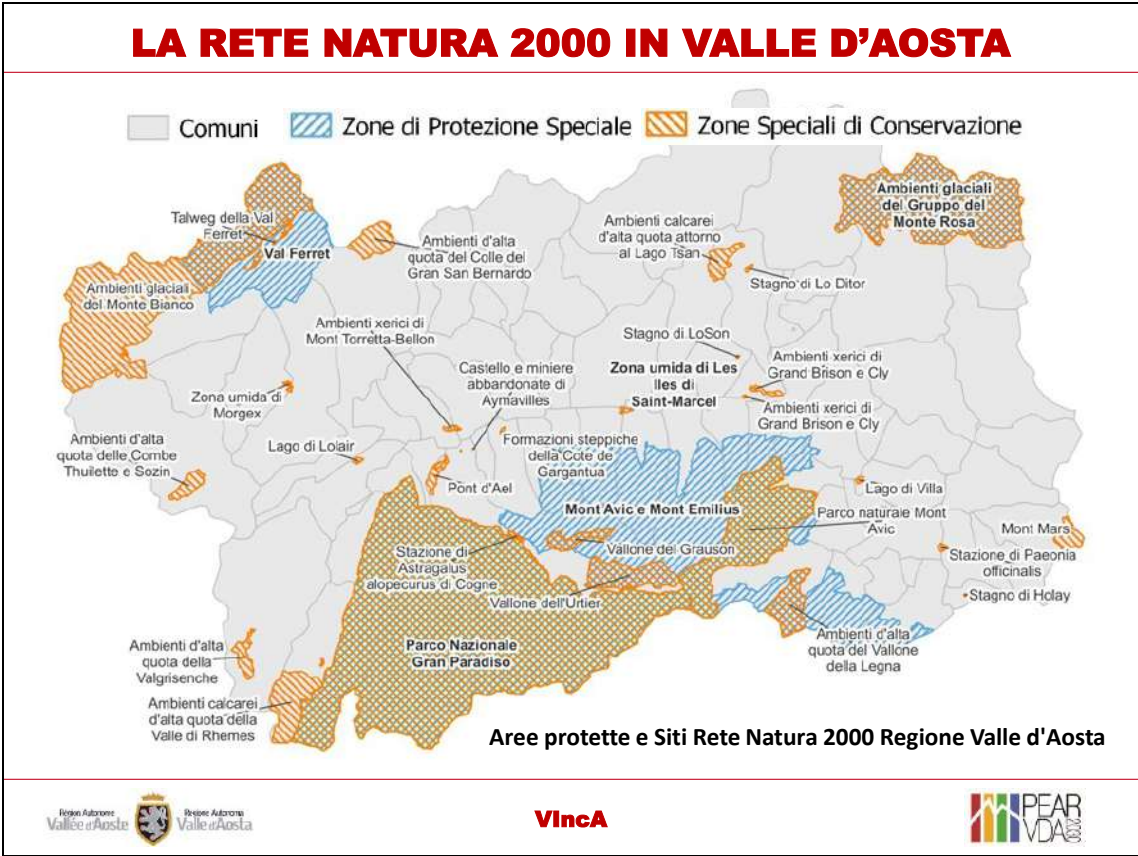 LA RETE NATURA 2000 IN VALLE D'AOSTA
Comuni
Zone di Protezione Speciale
Zone Speciali di Conservazione
Talweg della Val
Ferret
Val Ferret
Ambienti d'alta
quota del Colle del
Gran San Bernardo
Ambienti calcarei
d'alta quota attorno
al Lago Tsan
Ambienti glaciali
del Gruppo del
Monte Rosa
Stagno di Lo Ditor
Ambienti glaciali
del Monte Bianco
Ambienti xerici di
Mont Torretta-Bellon
Stagno di LoSon
Castello e miniere
abbandonate di
Aymavilles
Zona umida di Les
Iles di
Saint-Marcel
Ambienti xerici di
Grand Brison e Cly
Zona umida di
Morgex
Ambienti xerici di
Grand Brison e Cly
Ambienti d'alta
quota delle Combe
Thuilette e Sozin
Lago di Lolair
Formazioni steppiche
della Cote de
Gargantua
Pont d'Ael
Lago di Villa
Mont Avic e Mont Emilius
Parco naturale Mont
Avic
Mont Mars
Stazione di
Astragalus
alopecurus di Cogne
Vallone del Grauson
Stazione di Paeonia
officinalis
Vallone dell'Urtier
Stagno di Holay
Ambienti d'alta
quota della
Valgrisenche
Parco Nazionale
Gran Paradiso
Ambienti d'alta
quota del Vallone
della Legna
Ambienti calcarei
d'alta quota della
Valle di Rhemes
Aree protette e Siti Rete Natura 2000 Regione Valle d'Aosta
Région Autonome
Vallée d'Aoste
Regione Autonoma
Valle d'Aosta
VIncA
PEAR
VDA
2030